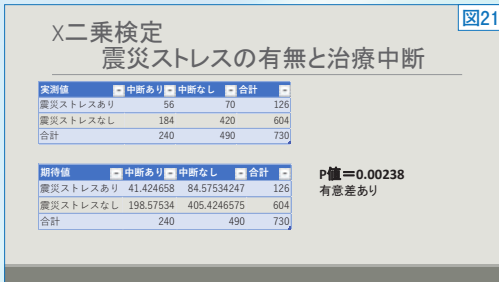 図21
χ二乗検定
震災ストレスの有無と治療中断
実測値 中断あり 中断なし 合計
震災ストレスあり 56 70 126
震災ストレスなし 184 420 604
合計 240 490 730
期待値 中断あり 中断なし 合計
震災ストレスあり 41.424658 84.57534247 126
震災ストレスなし 198.57534 405.4246575 604
合計 240 490 730
P値＝0.00238
有意差あり